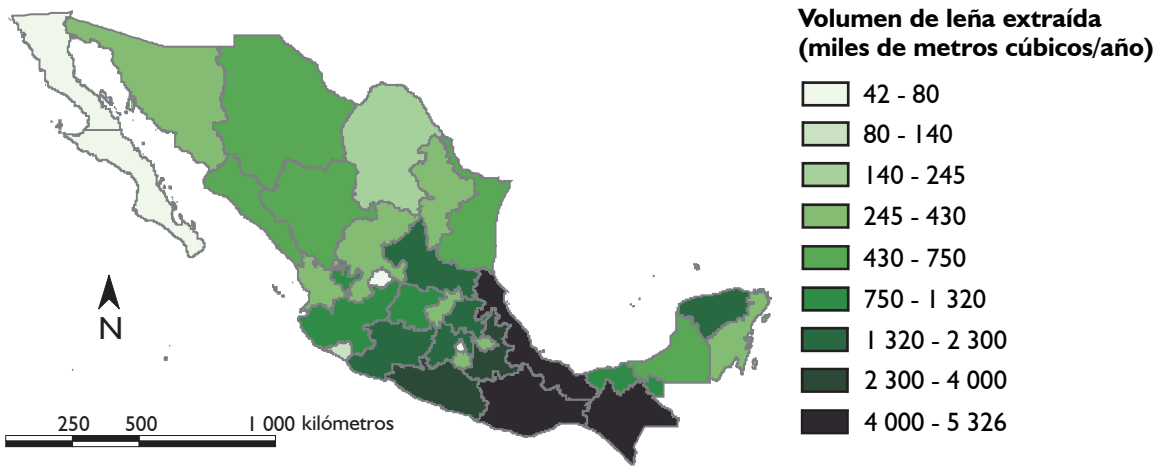 Volumen de leña extraída
(miles de metros cúbicos/año)
42 - 80
80 - 140
140 - 245
245 - 430
430 - 750
750 - 1 320
1 320 - 2 300
2 300 - 4 000
4 000 - 5 326
N
250 500 1 000 kilómetros